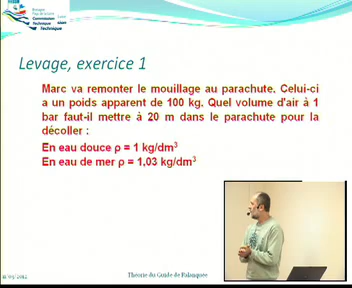 Commission
Technique
Technique
Levage, exercice 1
Marc va remonter le mouillage au parachute. Celui-ci
a un poids apparent de 100 kg. Quel volume d'air à 1
bar faut-il mettre à 20 m dans le parachute pour la
décoller :
En eau douce ρ = 1 kg/dm³
En eau de mer ρ = 1,03 kg/dm³
Théorie du Guide de Palanquée